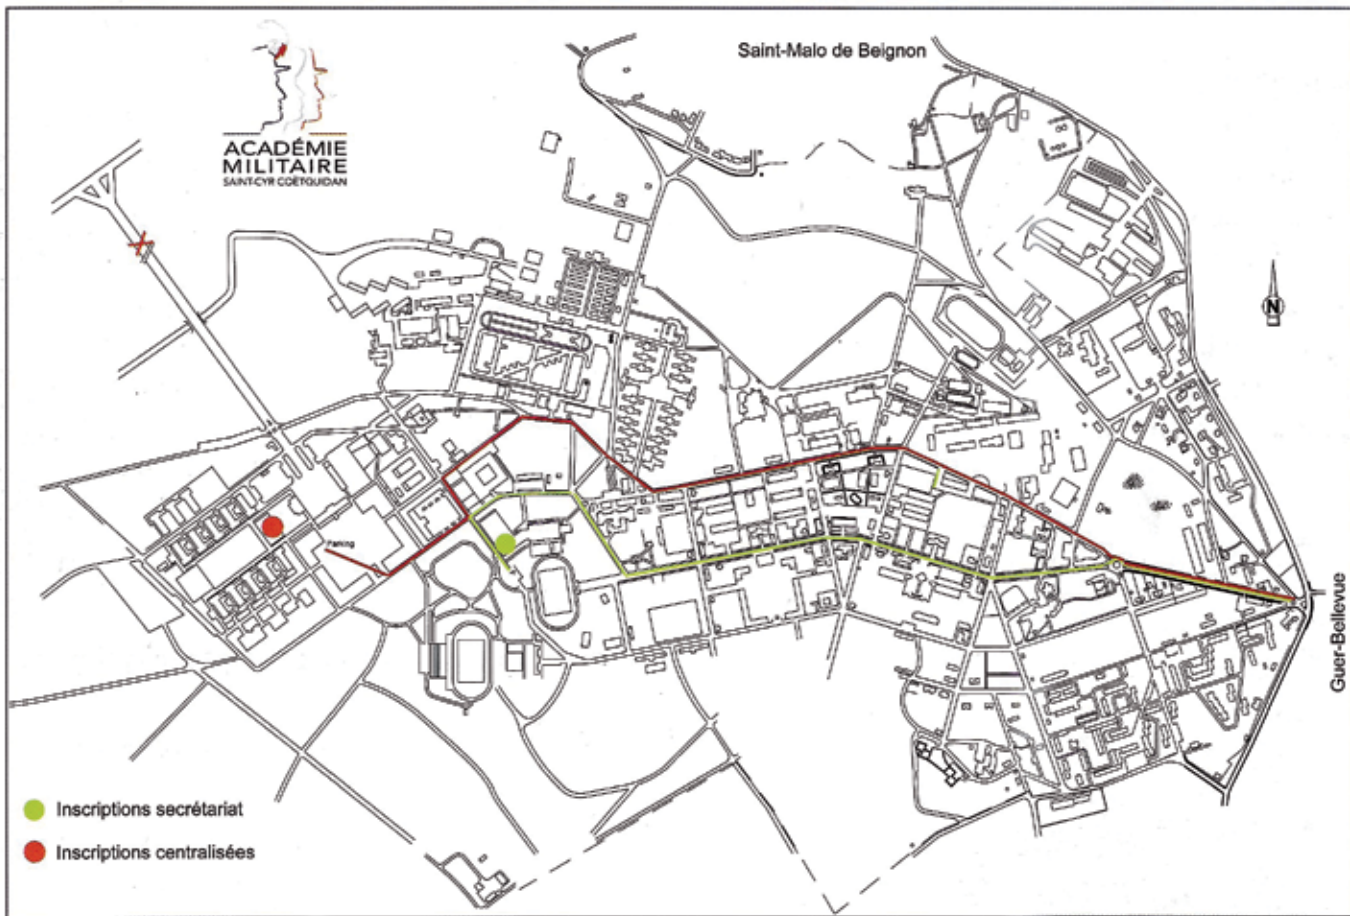 Saint-Malo de Beignon
ACADÉMIE
MILITAIRE
SAINT-CYR COËTQUIDAN
N
Parking
Guer-Bellevue
Inscriptions secrétariat
Inscriptions centralisées